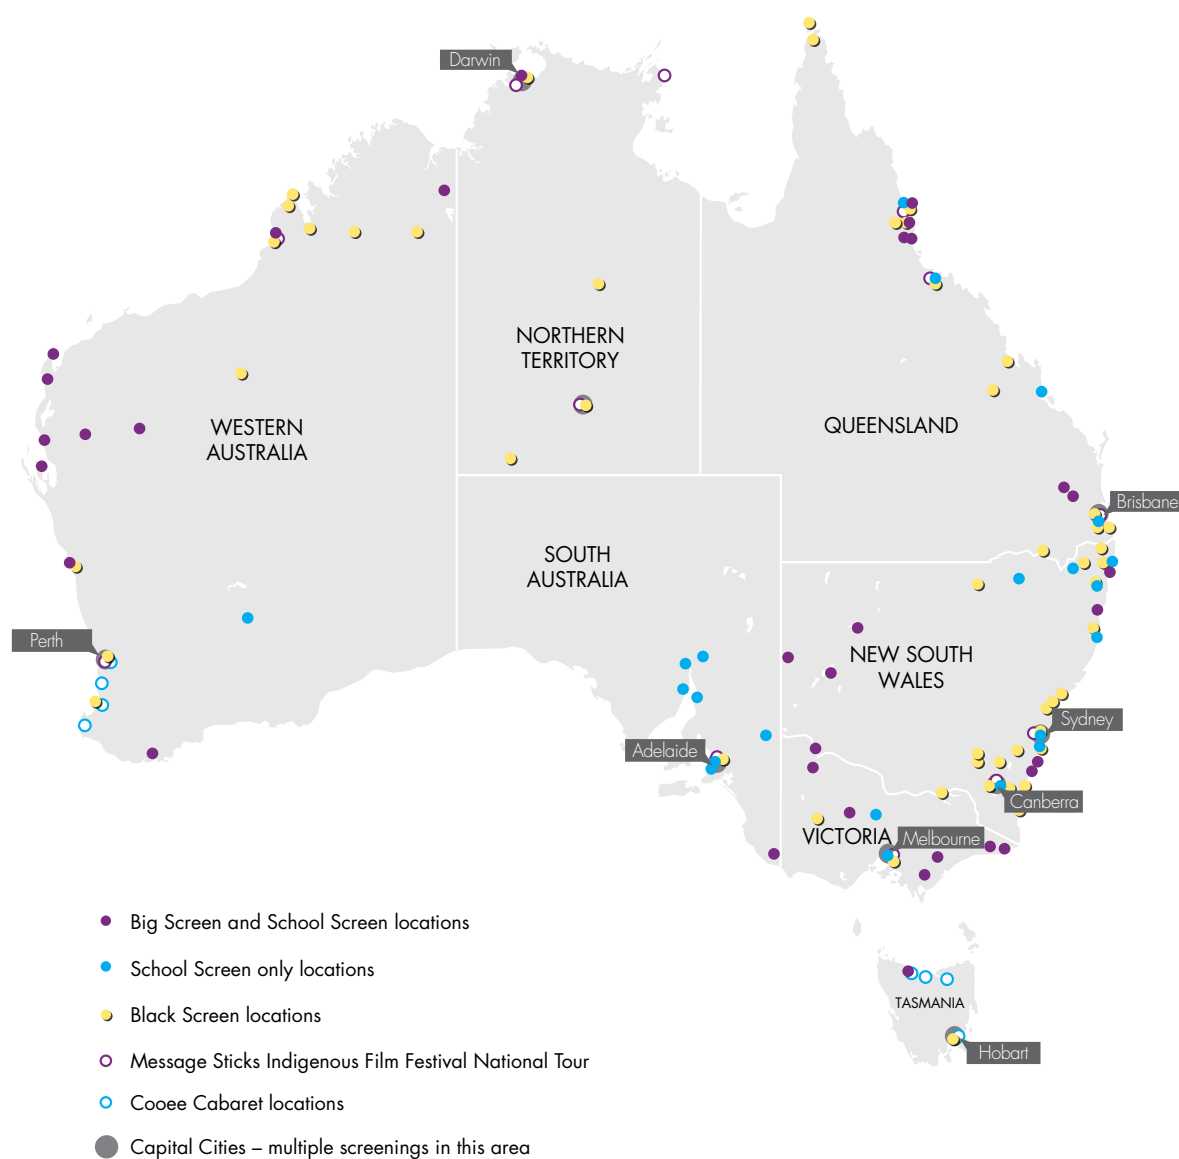 Darwin
NORTHERN
TERRITORY
WESTERN
AUSTRALIA
QUEENSLAND
Brisbane
SOUTH
AUSTRALIA
Perth
NEW SOUTH
WALES
Sydney
Adelaide
Canberra
VICTORIA
Melbourne
TASMANIA
Hobart
Big Screen and School Screen locations
School Screen only locations
Black Screen locations
Message Sticks Indigenous Film Festival National Tour
Cooee Cabaret locations
Capital Cities – multiple screenings in this area